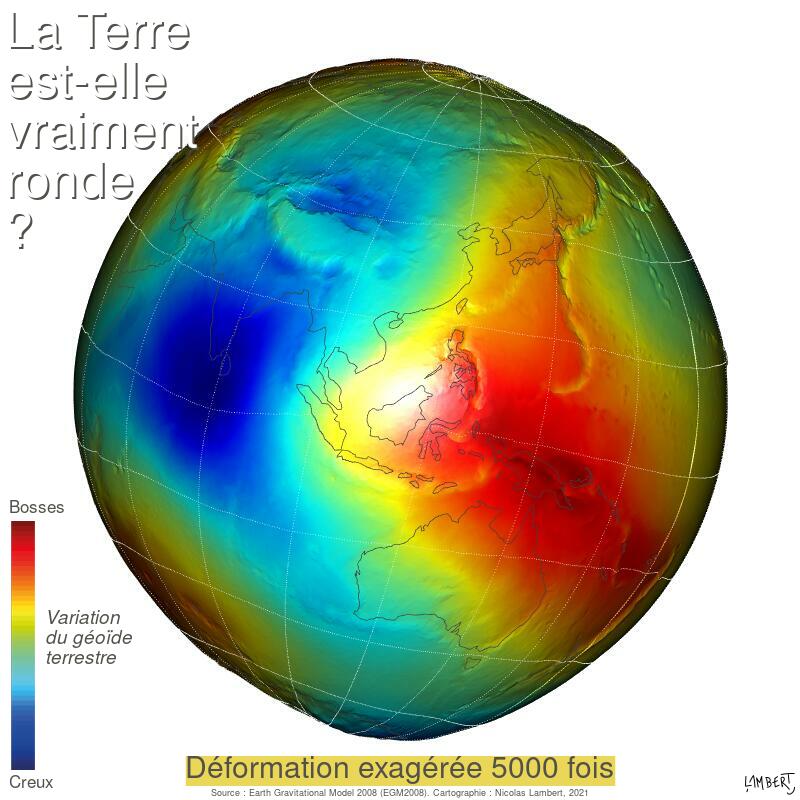 La Terre
est-elle
vraiment
ronde
?
Bosses
Variation
du géoïde
terrestre
Creux
Déformation exagérée 5000 fois
Source : Earth Gravitational Model 2008 (EGM2008). Cartographie : Nicolas Lambert, 2021
LAMBERT